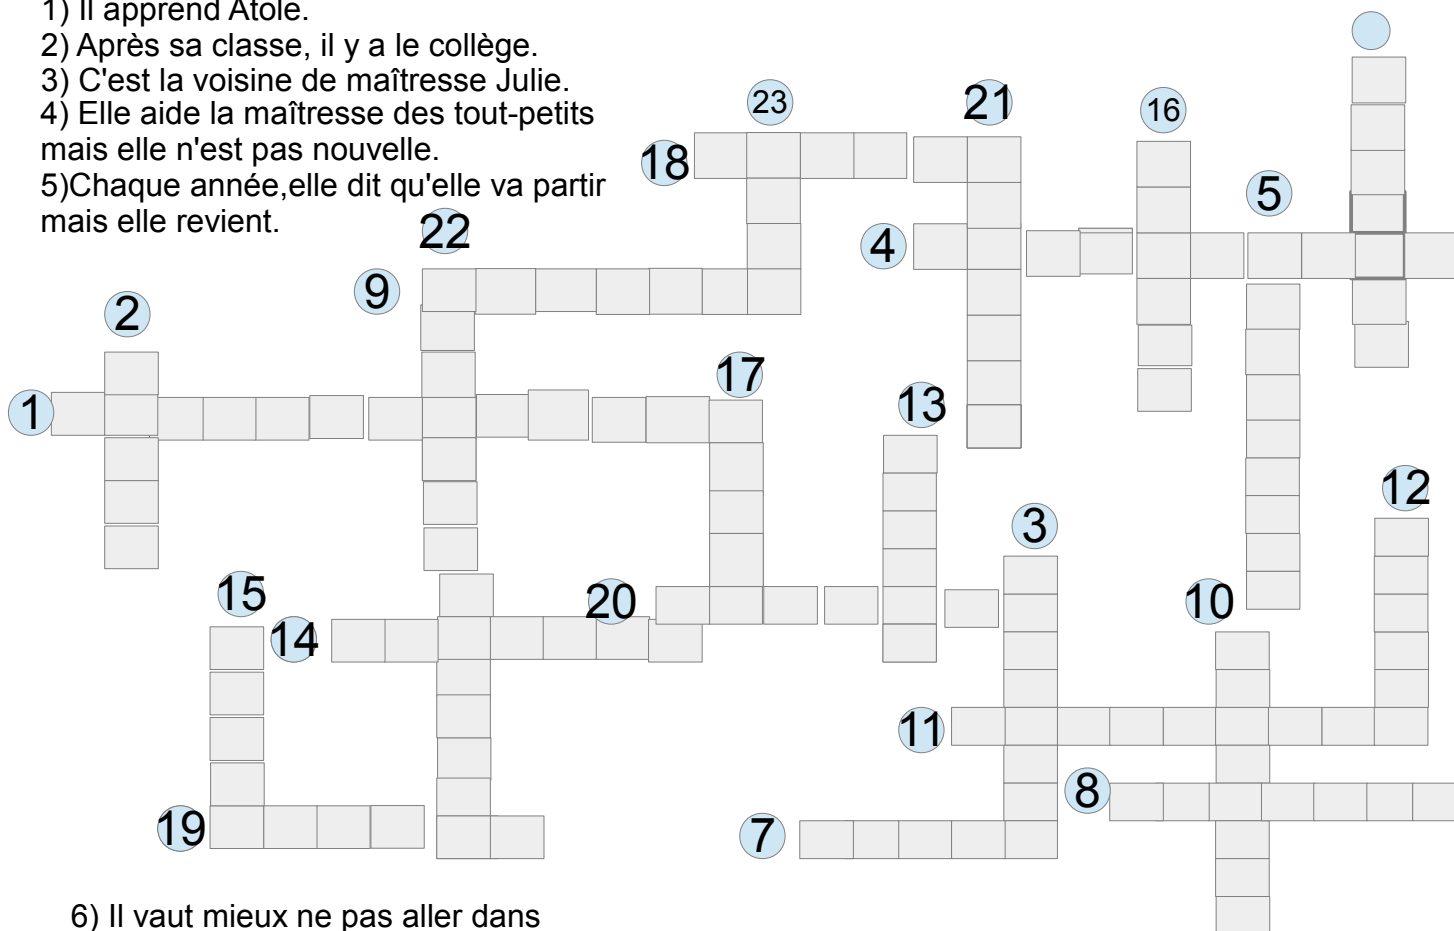 1) Il apprend Atole.
2) Après sa classe, il y a le collège.
3) C'est la voisine de maîtresse Julie.
4) Elle aide la maîtresse des tout-petits
mais elle n'est pas nouvelle.
5)Chaque année,elle dit qu'elle va partir
mais elle revient.
23
21
16
18
5
22
4
9
2
17
1
13
12
3
15
20
10
14
11
8
19
7
6) Il vaut mieux ne pas aller dans